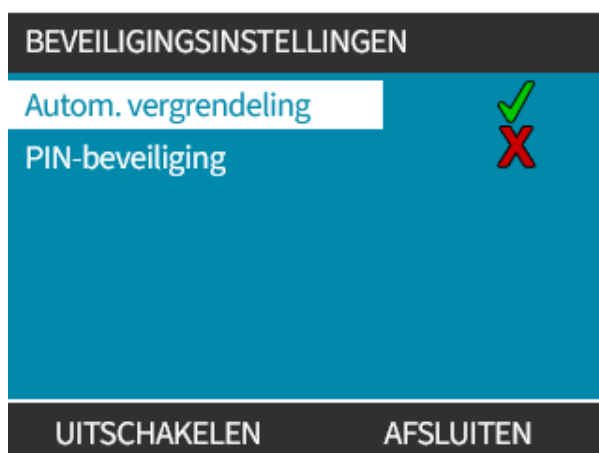 BEVEILIGINGSINSTELLINGEN
Autom. vergrendeling
PIN-beveiliging
UITSCHAKELEN AFSLUITEN